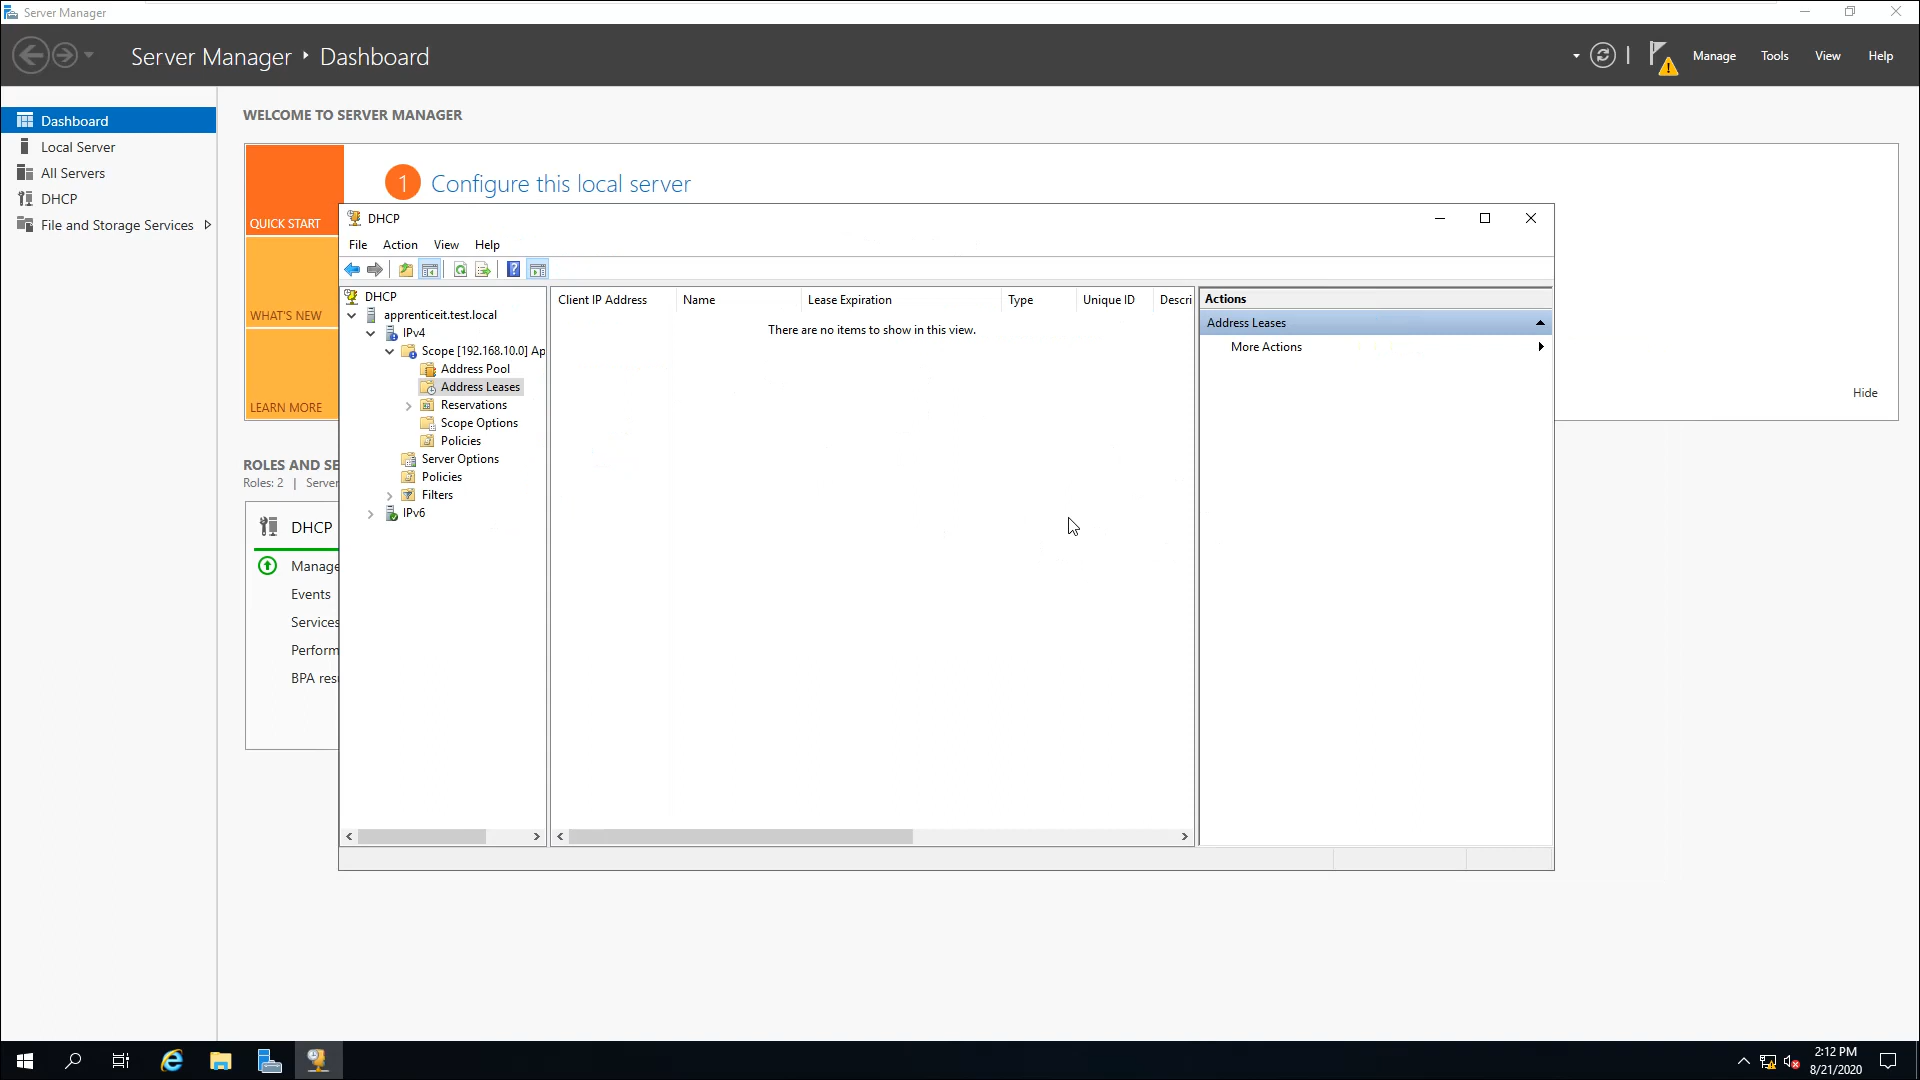 Server Manager
Server Manager ‣ Dashboard
Manage
Tools
View
Help
Dashboard
Local Server
All Servers
DHCP
File and Storage Services
WELCOME TO SERVER MANAGER
QUICK START
WHAT'S NEW
LEARN MORE
1 Configure this local server
Hide
ROLES AND SE
Roles: 2 | Server
DHCP
Manage
Events
Services
Perform
BPA res
DHCP
File Action View Help
DHCP
apprenticeit.test.local
IPv4
Scope [192.168.10.0] Ap
Address Pool
Address Leases
Reservations
Scope Options
Policies
Server Options
Policies
Filters
IPv6
Client IP Address Name Lease Expiration Type Unique ID Descri
There are no items to show in this view.
Actions
Address Leases
More Actions
2:12 PM
8/21/2020